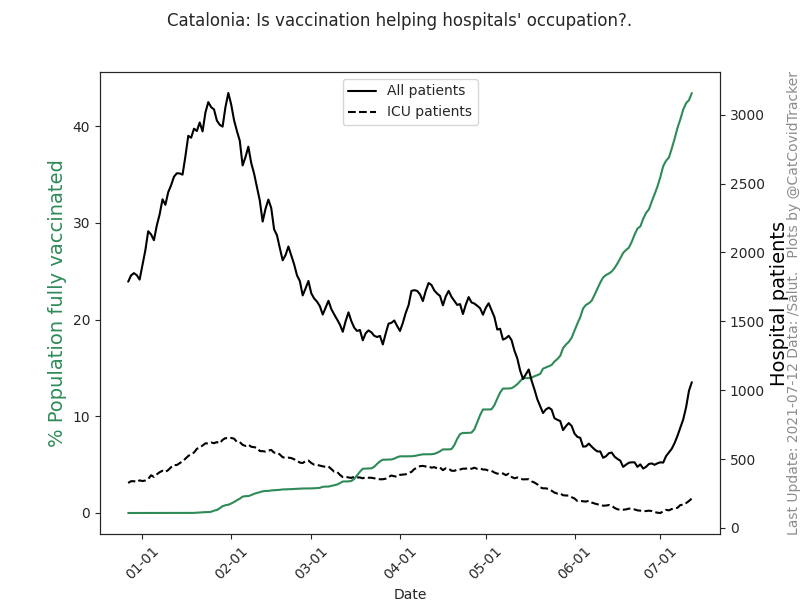 Catalonia: Is vaccination helping hospitals' occupation?.
All patients
ICU patients
% Population fully vaccinated
40
30
20
10
0
3000
2500
2000
1500
1000
500
0
Hospital patients
Last Update: 2021-07-12 Data: /Salut. Plots by @CatCovidTracker
01-01
02-01
03-01
04-01
05-01
06-01
07-01
Date